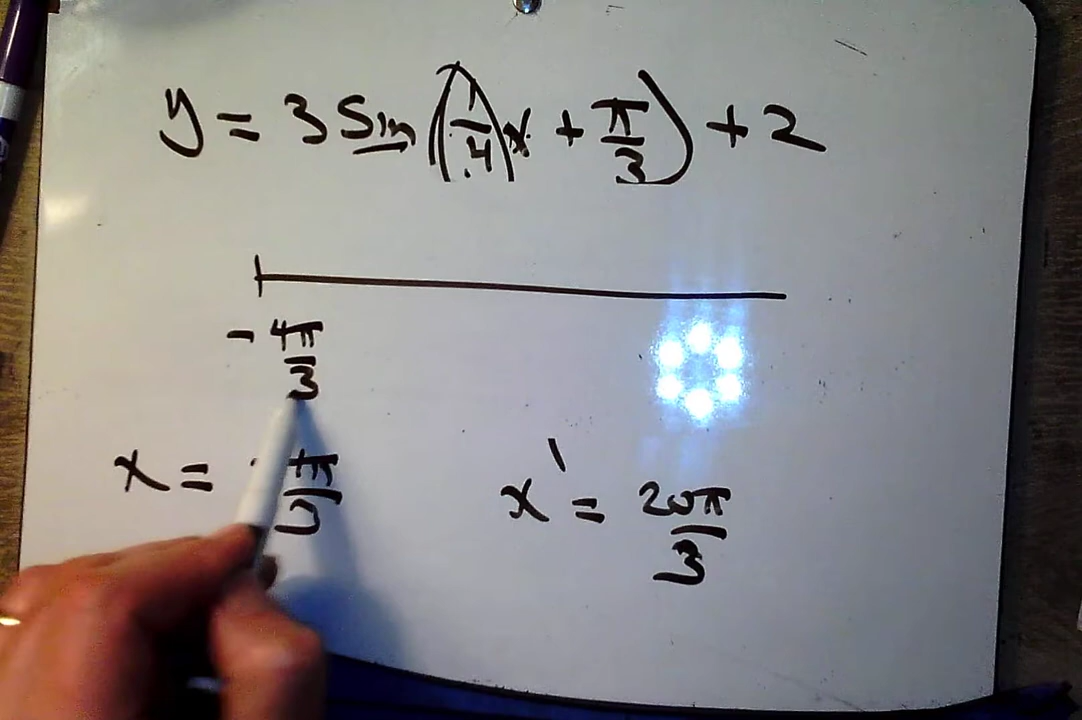 y = 3 Sin((1/4)x + π/3) + 2
- 4π/3
x =
x' = 20π/3